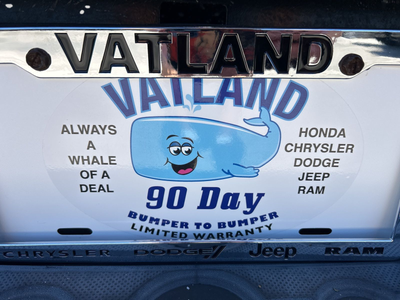 VATLAND
VATLAND
ALWAYS
A
WHALE
OF A
DEAL
HONDA
CHRYSLER
DODGE
JEEP
RAM
90 Day
BUMPER TO BUMPER
LIMITED WARRANTY
CHRYSLER DODGE Jeep RAM